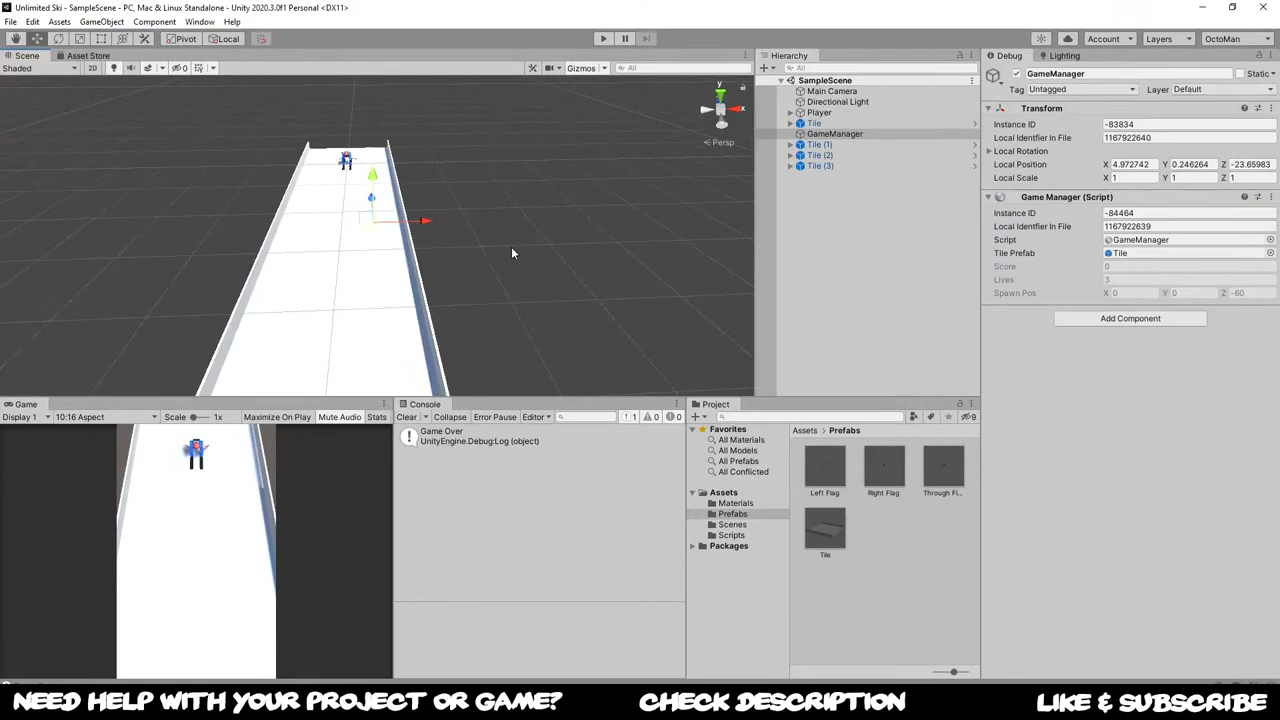 Unlimited Ski - SampleScene - PC, Mac & Linux Standalone - Unity 2020.3.0f1 Personal <DX11>
File Edit Assets GameObject Component Window Help
Pivot Local Account Layers OctoMan
Scene Asset Store
Shaded 2D 0 Gizmos All
y
x
Persp
Hierarchy
All
SampleScene
Main Camera
Directional Light
Player
Tile
GameManager
Tile (1)
Tile (2)
Tile (3)
Debug Lighting
GameManager Static
Tag Untagged Layer Default
Transform
Instance ID -83834
Local Identifier In File 1167922640
Local Rotation
Local Position X 4.972742 Y 0.246264 Z -23.65983
Local Scale X 1 Y 1 Z 1
Game Manager (Script)
Instance ID -84464
Local Identifier In File 1167922639
Script GameManager
Tile Prefab Tile
Score 0
Lives 3
Spawn Pos X 0 Y 0 Z -60
Add Component
Game
Display 1 10:16 Aspect Scale 1x Maximize On Play Mute Audio Stats
Console
Clear Collapse Error Pause Editor 1 0 0
Game Over
UnityEngine.Debug:Log (object)
Project
9
Favorites
All Materials
All Models
All Prefabs
All Conflicted
Assets
Materials
Prefabs
Scenes
Scripts
Packages
Assets Prefabs
Left Flag Right Flag Through Fl...
Tile
NEED HELP WITH YOUR PROJECT OR GAME? CHECK DESCRIPTION LIKE & SUBSCRIBE